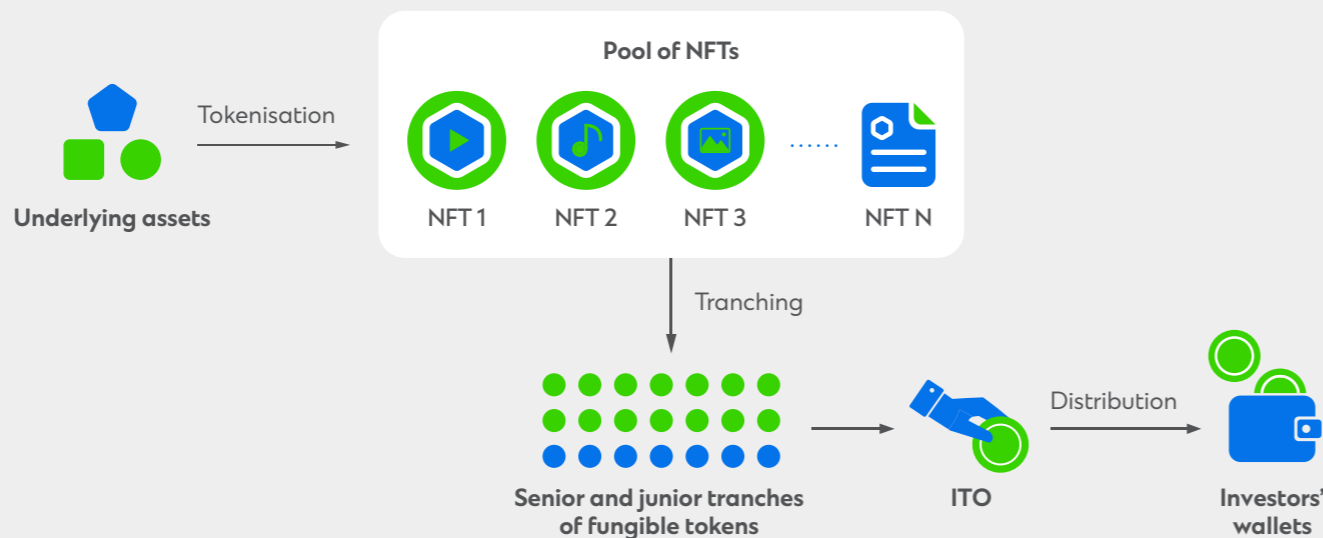 Pool of NFTs
Tokenisation
Underlying assets
NFT 1
NFT 2
NFT 3
......
NFT N
Tranching
Senior and junior tranches
of fungible tokens
ITO
Distribution
Investors'
wallets